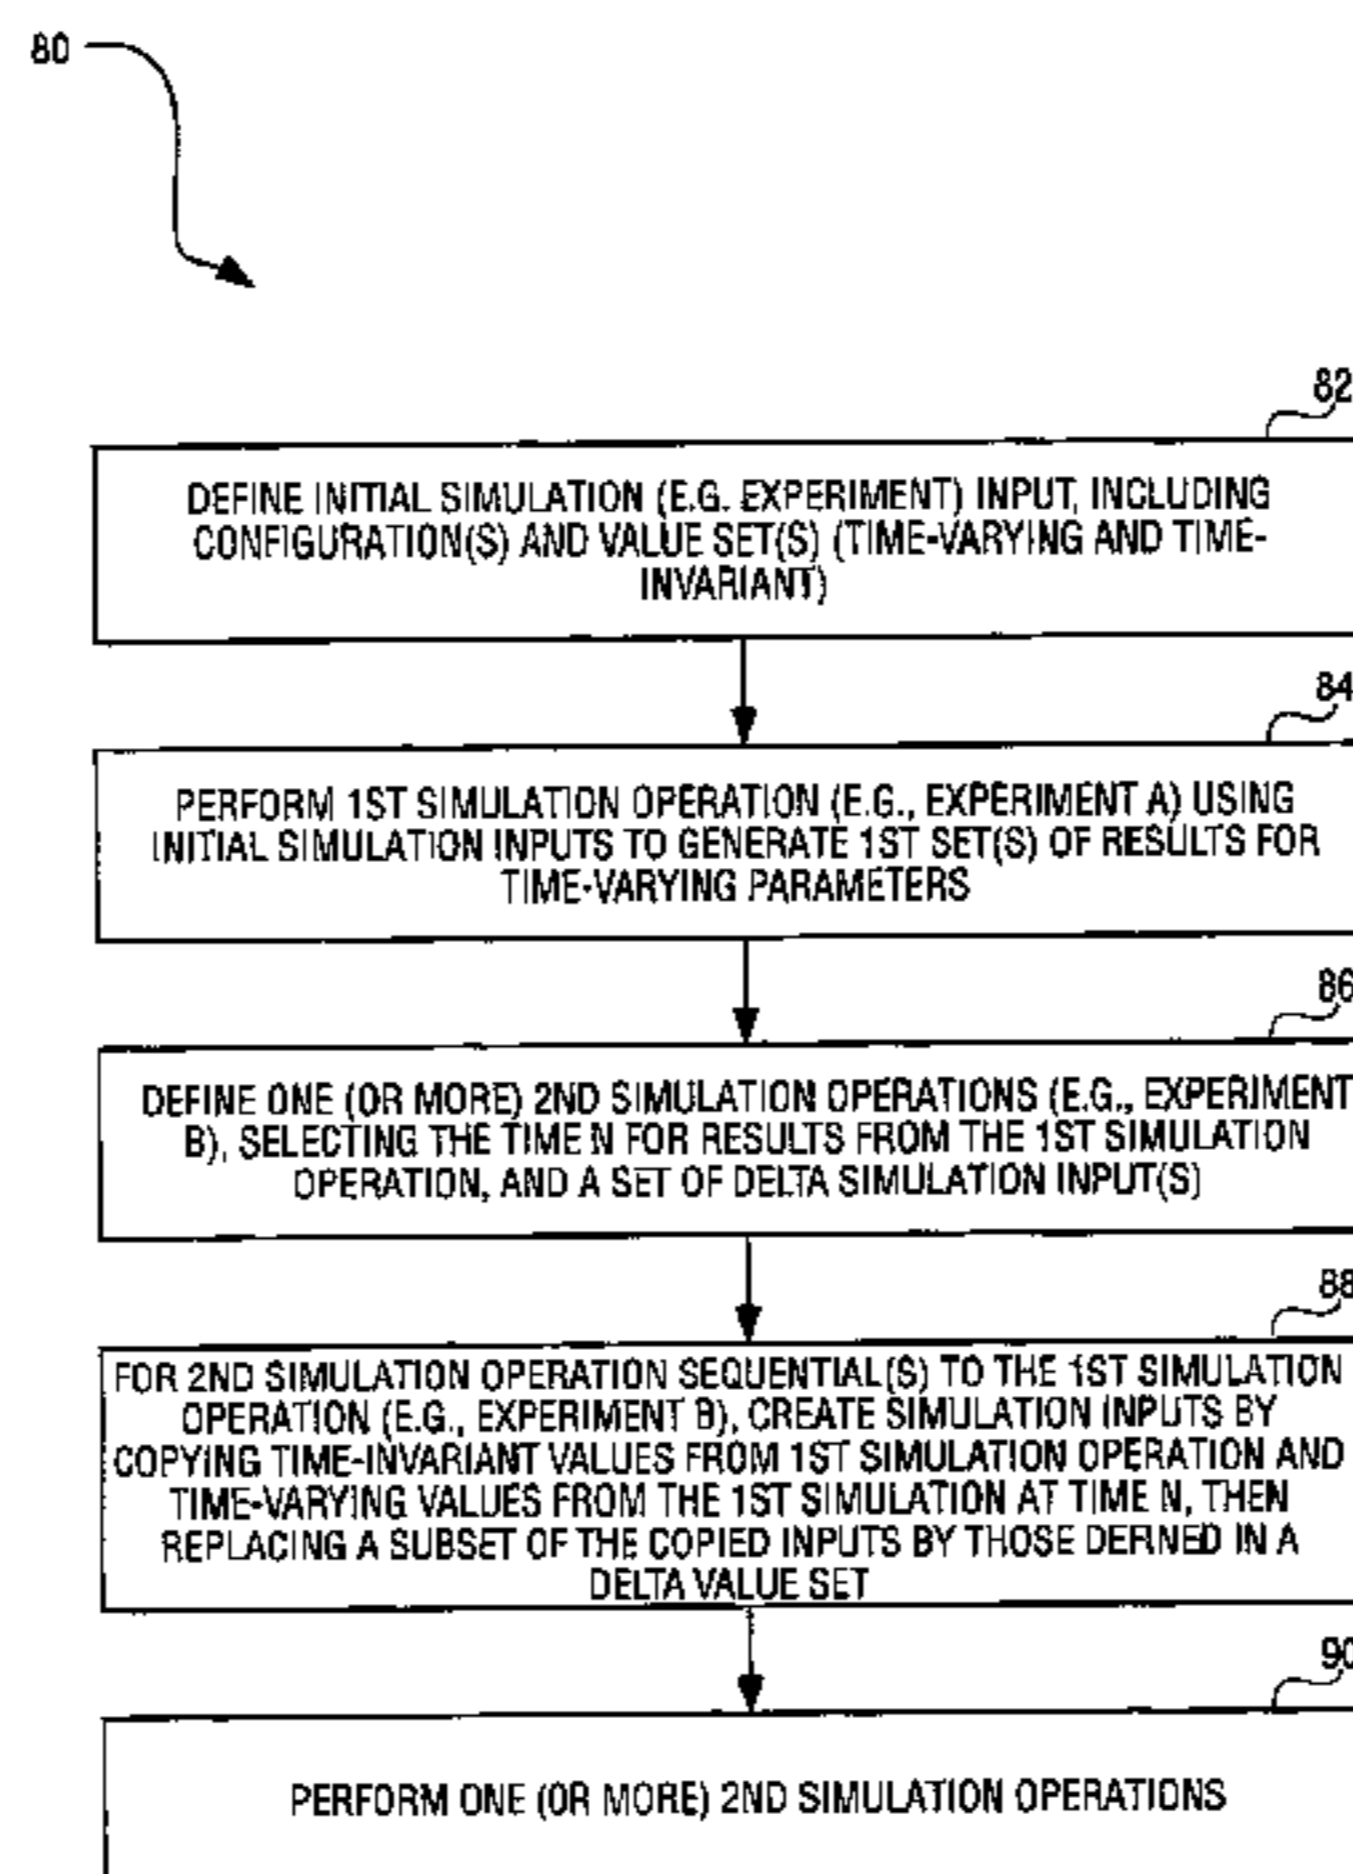 80
82
DEFINE INITIAL SIMULATION (E.G. EXPERIMENT) INPUT, INCLUDING
CONFIGURATION(S) AND VALUE SET(S) (TIME-VARYING AND TIME-
INVARIANT)
84
PERFORM 1ST SIMULATION OPERATION (E.G., EXPERIMENT A) USING
INITIAL SIMULATION INPUTS TO GENERATE 1ST SET(S) OF RESULTS FOR
TIME-VARYING PARAMETERS
86
DEFINE ONE (OR MORE) 2ND SIMULATION OPERATIONS (E.G., EXPERIMENT
B), SELECTING THE TIME N FOR RESULTS FROM THE 1ST SIMULATION
OPERATION, AND A SET OF DELTA SIMULATION INPUT(S)
88
FOR 2ND SIMULATION OPERATION SEQUENTIAL(S) TO THE 1ST SIMULATION
OPERATION (E.G., EXPERIMENT B), CREATE SIMULATION INPUTS BY
COPYING TIME-INVARIANT VALUES FROM 1ST SIMULATION OPERATION AND
TIME-VARYING VALUES FROM THE 1ST SIMULATION AT TIME N, THEN
REPLACING A SUBSET OF THE COPIED INPUTS BY THOSE DEFINED IN A
DELTA VALUE SET
90
PERFORM ONE (OR MORE) 2ND SIMULATION OPERATIONS